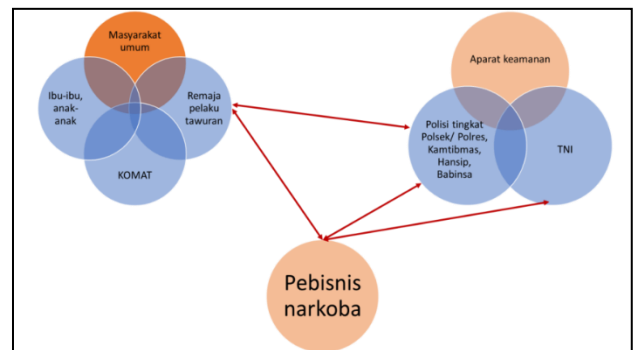 Masyarakat
umum
Ibu-ibu,
anak-
anak
Remaja
pelaku
tawuran
KOMAT
Aparat keamanan
Polisi tingkat
Polsek/ Polres,
Kamtibmas,
Hansip,
Babinsa
TNI
Pebisnis
narkoba